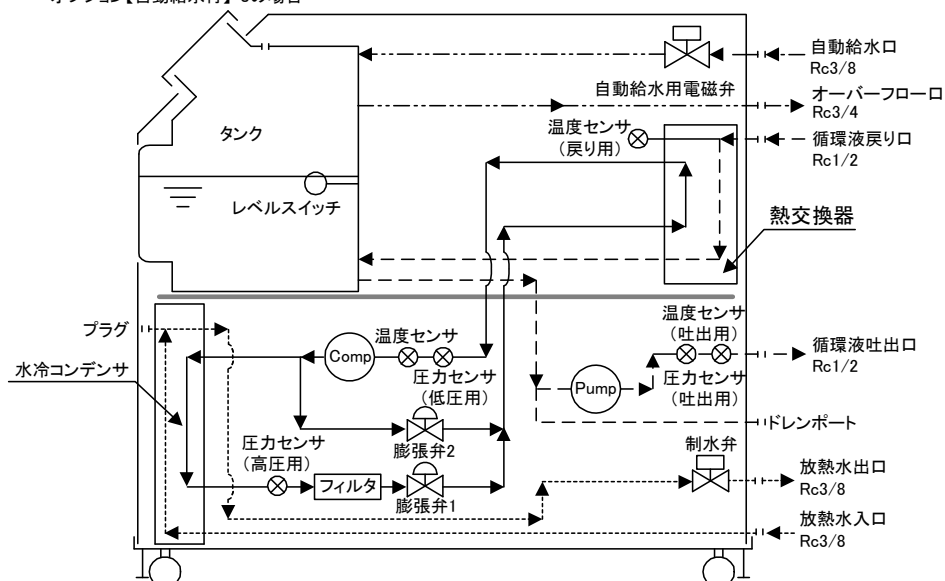 オプション【自動給水付】
の場合
自動給水口
Rc3/8
自動給水用電磁弁
オーバーフロー口
Rc3/4
タンク
温度センサ
(戻り用)
循環液戻り口
Rc1/2
レベルスイッチ
熱交換器
プラグ
温度センサ
温度センサ
(吐出用)
Comp
循環液吐出口
Rc1/2
水冷コンデンサ
圧力センサ
(低圧用)
Pump
圧力センサ
(吐出用)
ドレンポート
圧力センサ
(高圧用)
膨張弁2
制水弁
フィルタ
放熱水出口
Rc3/8
膨張弁1
放熱水入口
Rc3/8